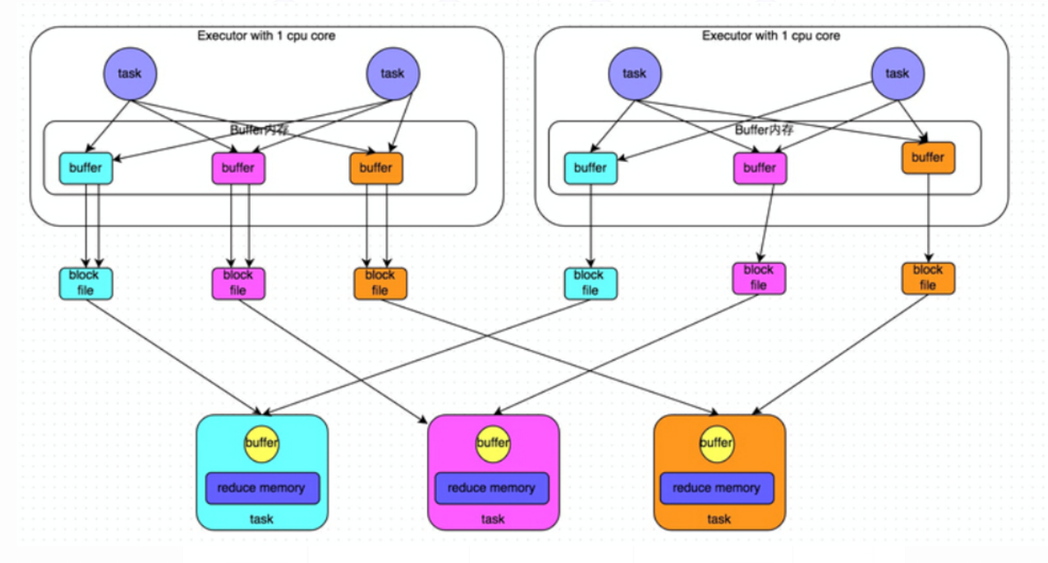 Executor with 1 cpu core
Executor with 1 cpu core
task
task
task
task
Buffer内存
Buffer内存
buffer
buffer
buffer
buffer
buffer
buffer
block
file
block
file
block
file
block
file
block
file
block
file
buffer
buffer
buffer
reduce memory
reduce memory
reduce memory
task
task
task